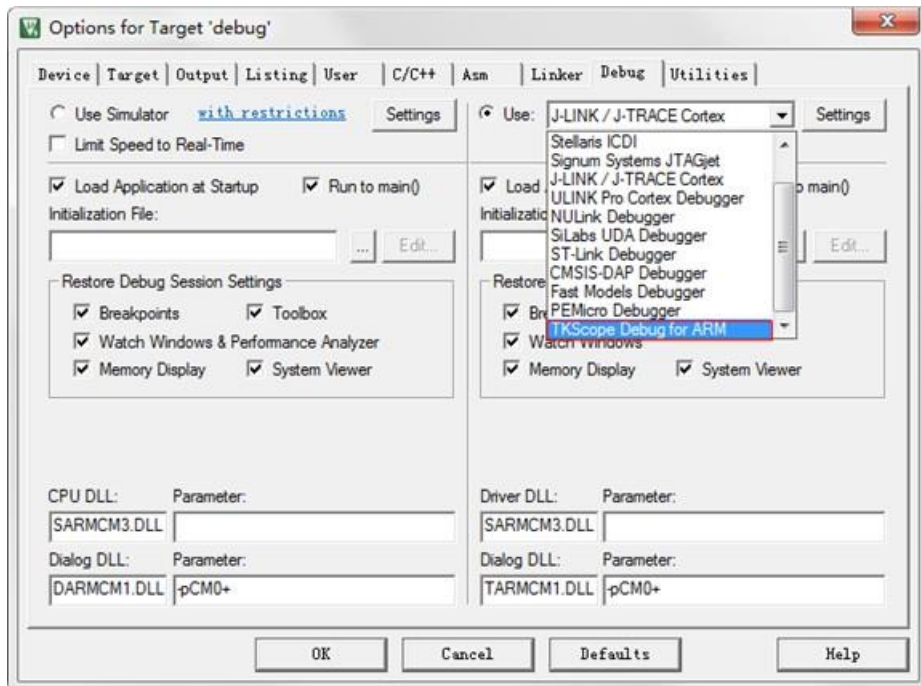 Options for Target 'debug'
Device Target Output Listing User C/C++ Asm Linker Debug Utilities
Use Simulator with restrictions Settings
Limit Speed to Real-Time
Load Application at Startup Run to main()
Initialization File:
... Edit...
Restore Debug Session Settings
Breakpoints Toolbox
Watch Windows & Performance Analyzer
Memory Display System Viewer
CPU DLL: Parameter:
SARMCM3.DLL
Dialog DLL: Parameter:
DARMCM1.DLL -pCM0+
Use: J-LINK / J-TRACE Cortex Settings
Stellaris ICDI
Signum Systems JTAGjet
J-LINK / J-TRACE Cortex
ULINK Pro Cortex Debugger
NULink Debugger
SiLabs UDA Debugger
ST-Link Debugger
CMSIS-DAP Debugger
Fast Models Debugger
PEMicro Debugger
TKScope Debug for ARM
Load main()
Edit...
Restore
Watch Windows
Memory Display System Viewer
Driver DLL: Parameter:
SARMCM3.DLL
Dialog DLL: Parameter:
TARMCM1.DLL -pCM0+
OK Cancel Defaults Help